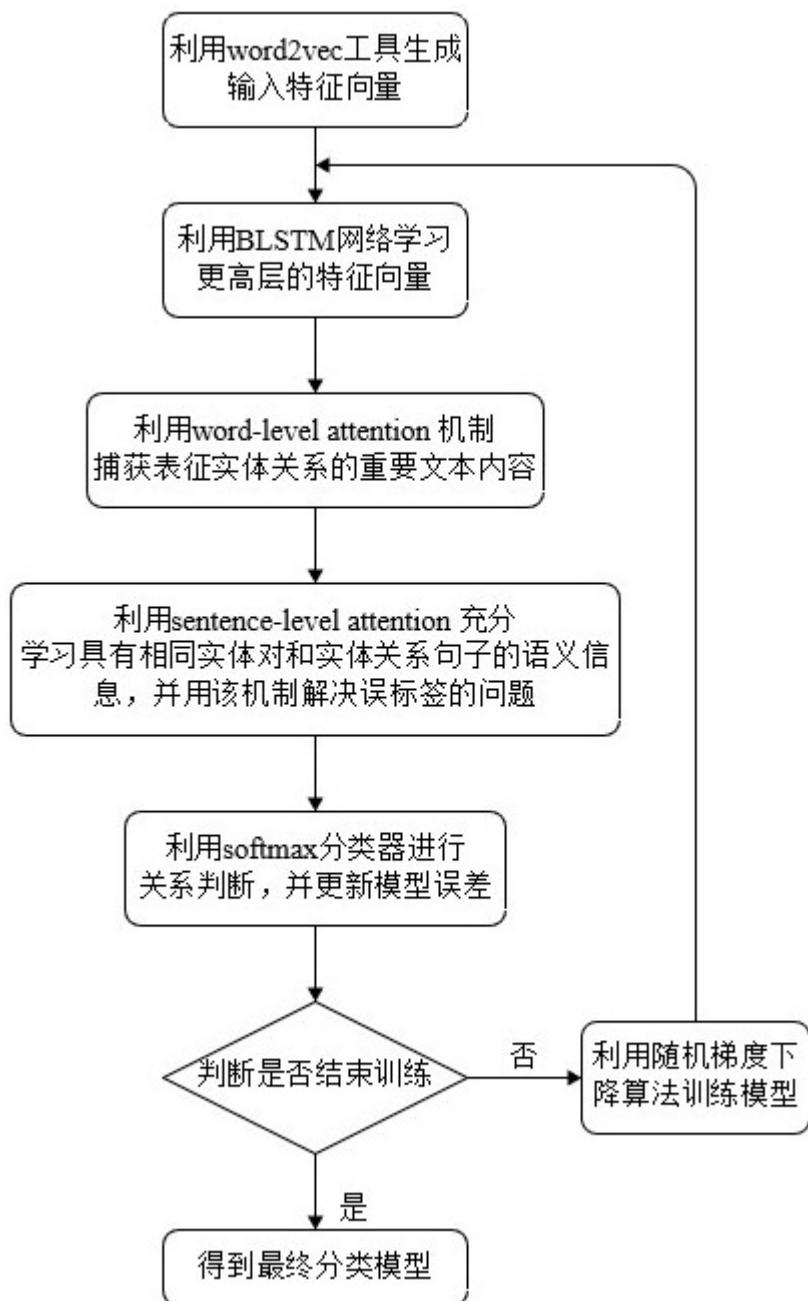 利用word2vec工具生成
输入特征向量
利用BLSTM网络学习
更高层的特征向量
利用word-level attention 机制
捕获表征实体关系的重要文本内容
利用sentence-level attention 充分
学习具有相同实体对和实体关系句子的语义信
息，并用该机制解决误标签的问题
利用softmax分类器进行
关系判断，并更新模型误差
判断是否结束训练
否
利用随机梯度下
降算法训练模型
是
得到最终分类模型